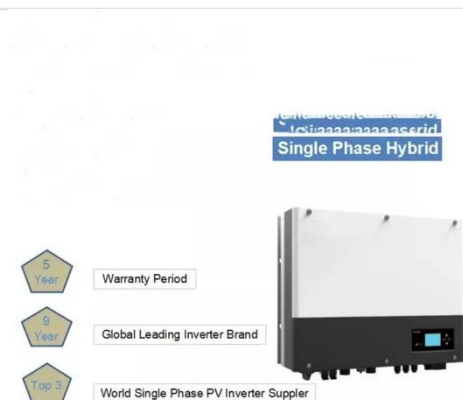 Single Phase Hybrid
5
Year
Warranty Period
9
Year
Global Leading Inverter Brand
Top 3
World Single Phase PV Inverter Suppler